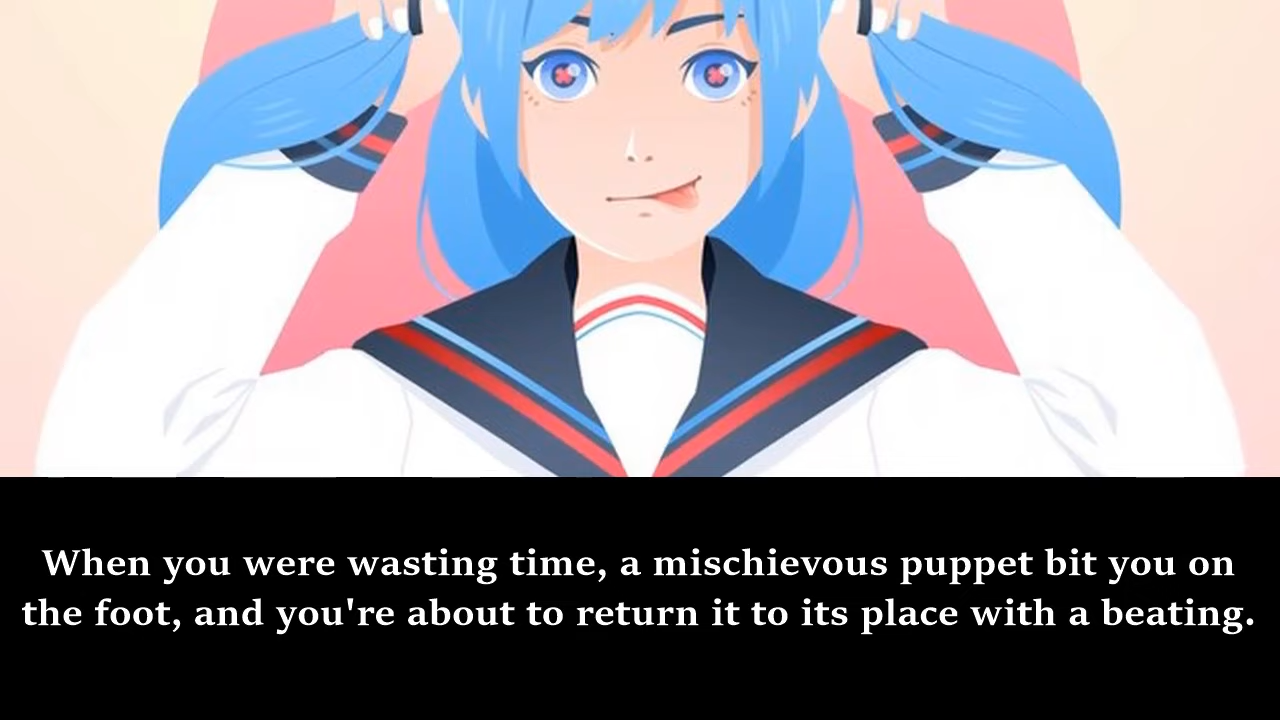 When you were wasting time, a mischievous puppet bit you on
the foot, and you're about to return it to its place with a beating.